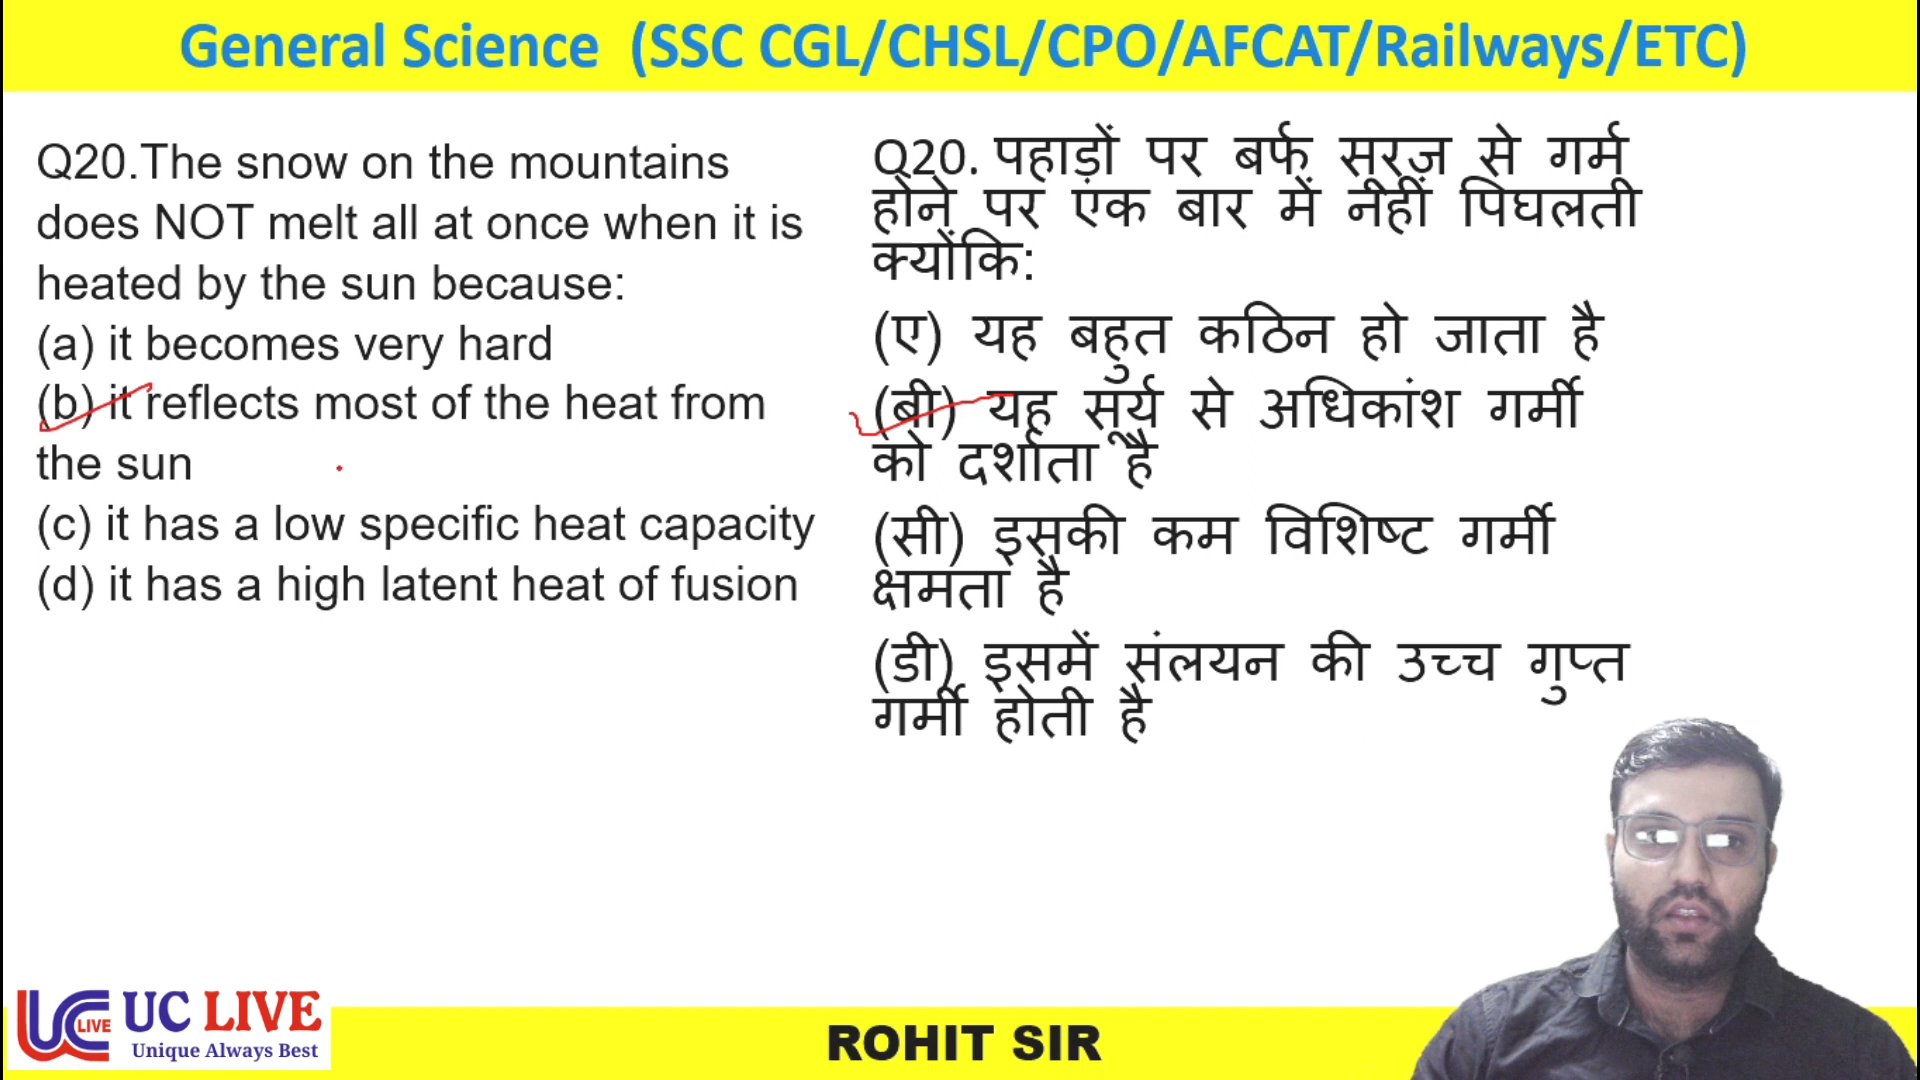 General Science (SSC CGL/CHSL/CPO/AFCAT/Railways/ETC)
Q20.The snow on the mountains
does NOT melt all at once when it is
heated by the sun because:
(a) it becomes very hard
(b) it reflects most of the heat from
the sun
(c) it has a low specific heat capacity
(d) it has a high latent heat of fusion
Q20. पहाड़ों पर बर्फ सूरज से गर्म
होने पर एक बार में नहीं पिघलती
क्योंकि:
(ए) यह बहुत कठिन हो जाता है
(बी) यह सूर्य से अधिकांश गर्मी
को दर्शाता है
(सी) इसकी कम विशिष्ट गर्मी
क्षमता है
(डी) इसमें संलयन की उच्च गुप्त
गर्मी होती है
LIVE
UC LIVE
Unique Always Best
ROHIT SIR